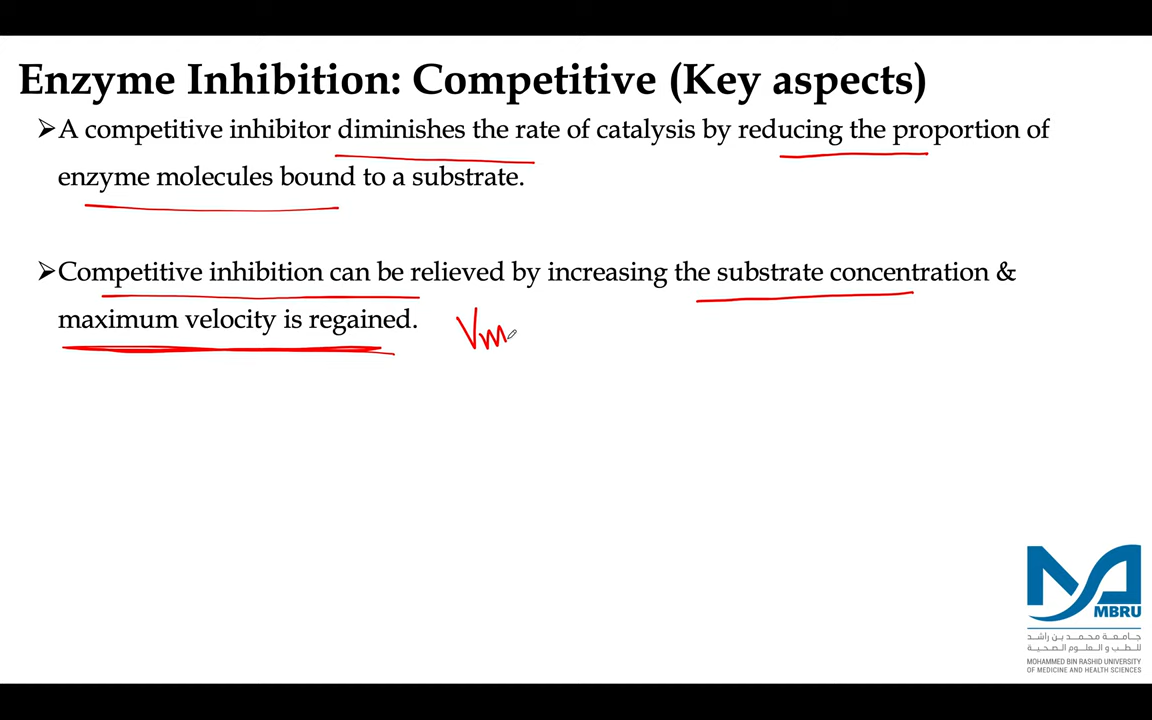 Enzyme Inhibition: Competitive (Key aspects)
➢A competitive inhibitor diminishes the rate of catalysis by reducing the proportion of
enzyme molecules bound to a substrate.
➢Competitive inhibition can be relieved by increasing the substrate concentration &
maximum velocity is regained.
Vm
MBRU
جامعة محمد بن راشد
للطب و العلوم الصحية
MOHAMMED BIN RASHID UNIVERSITY
OF MEDICINE AND HEALTH SCIENCES